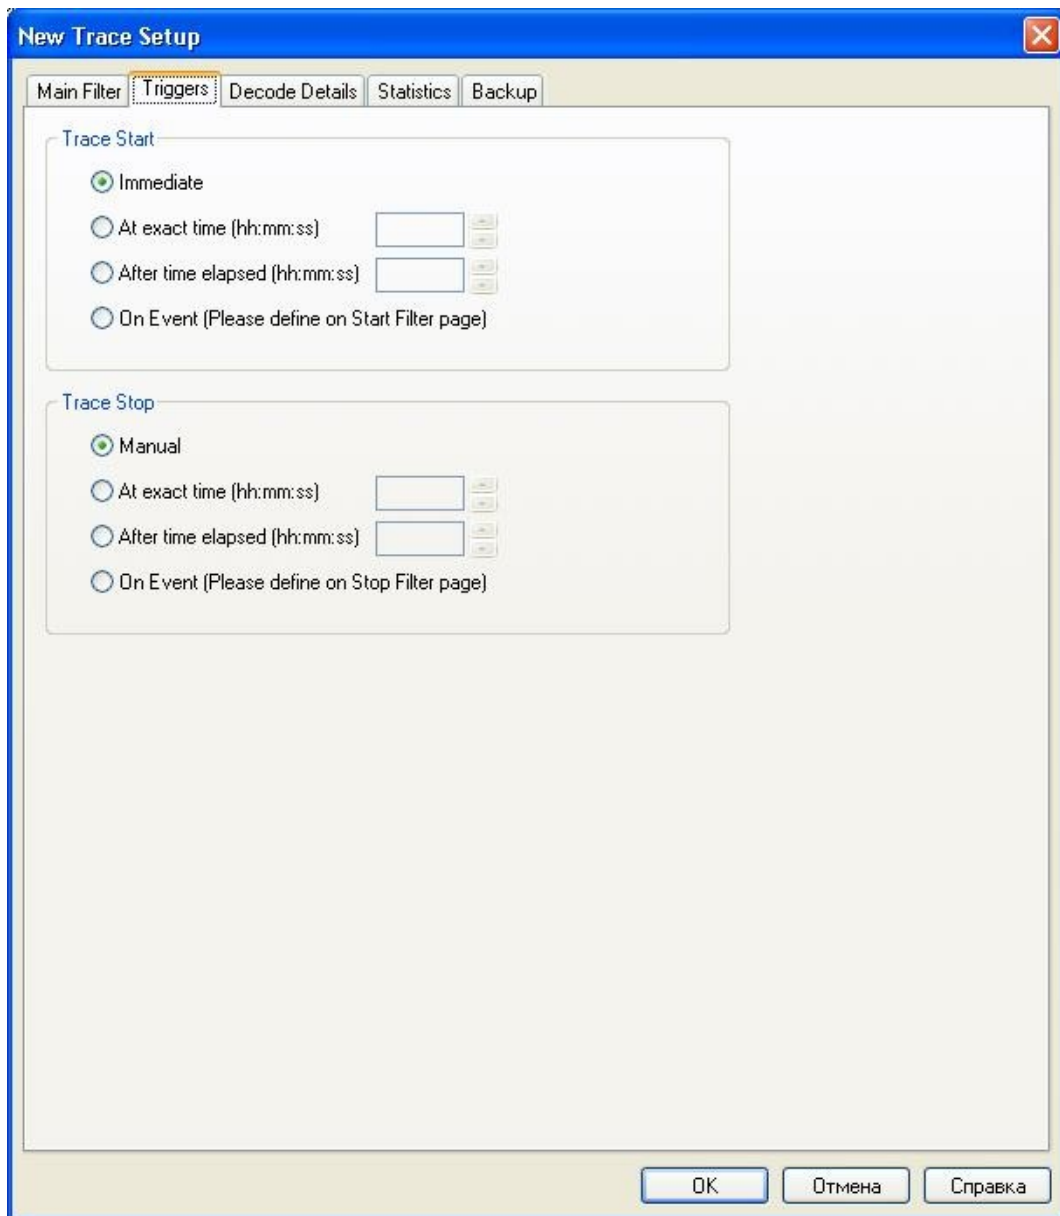 New Trace Setup
Main Filter Triggers Decode Details Statistics Backup
Trace Start
Immediate
At exact time (hh:mm:ss)
After time elapsed (hh:mm:ss)
On Event (Please define on Start Filter page)
Trace Stop
Manual
At exact time (hh:mm:ss)
After time elapsed (hh:mm:ss)
On Event (Please define on Stop Filter page)
OK Отмена Справка